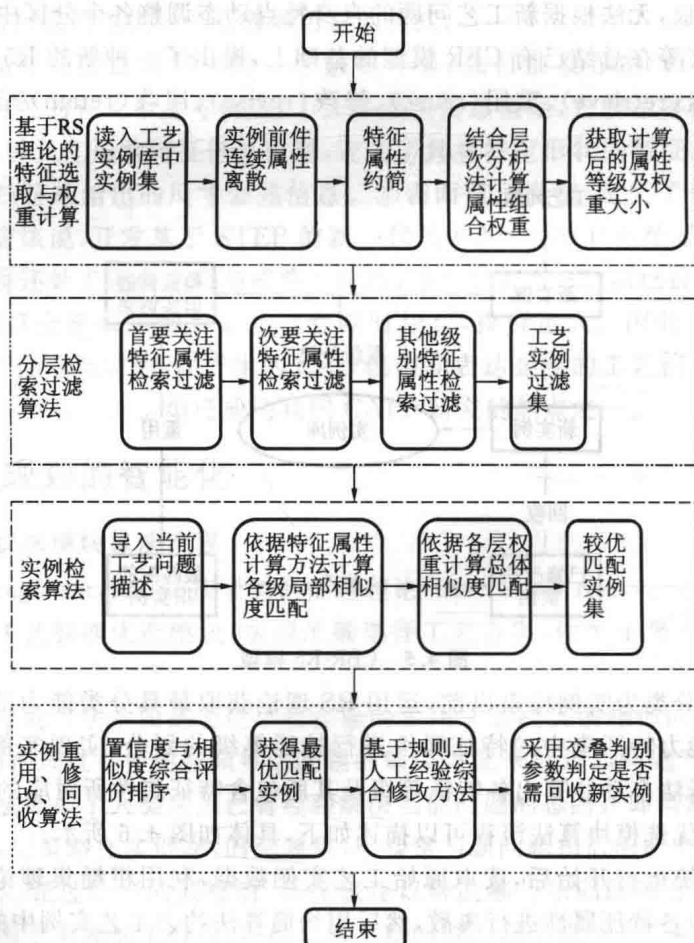 开始
基于RS
理论的
特征选
取与权
重计算
读入工艺
实例库中
实例集
实例前件
连续属性
离散
特征
属性
约简
结合层
次分析
法计算
属性组
合权重
获取计算
后的属性
等级及权
重大小
分层检
索过滤
算法
首要关注
特征属性
检索过滤
次要关注
特征属性
检索过滤
其他级
别特征
属性检
索过滤
工艺
实例
过滤
集
实例检
索算法
导入当前
工艺问题
描述
依据特征属性
计算方法计算
各级局部相似
度匹配
依据各层权
重计算总体
相似度匹配
较优
匹配
实例
集
实例重
用、修
改回
收算法
置信度与相
似度综合评
价排序
获得最
优匹配
实例
基于规则与
人工经验综
合修改方法
采用交叠判别
参数判定是否
需回收新实例
结束